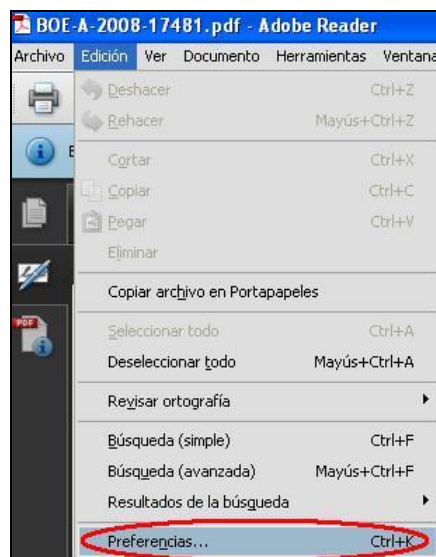 BOE-A-2008-17481.pdf - Adobe Reader
Archivo Edición Ver Documento Herramientas Ventana
Deshacer Ctrl+Z
Rehacer Mayús+Ctrl+Z
Cortar Ctrl+X
Copiar Ctrl+C
Pegar Ctrl+V
Eliminar
Copiar archivo en Portapapeles
Seleccionar todo Ctrl+A
Deseleccionar todo Mayús+Ctrl+A
Revisar ortografía
Búsqueda (simple) Ctrl+F
Búsqueda (avanzada) Mayús+Ctrl+F
Resultados de la búsqueda
Preferencias... Ctrl+K
PDF